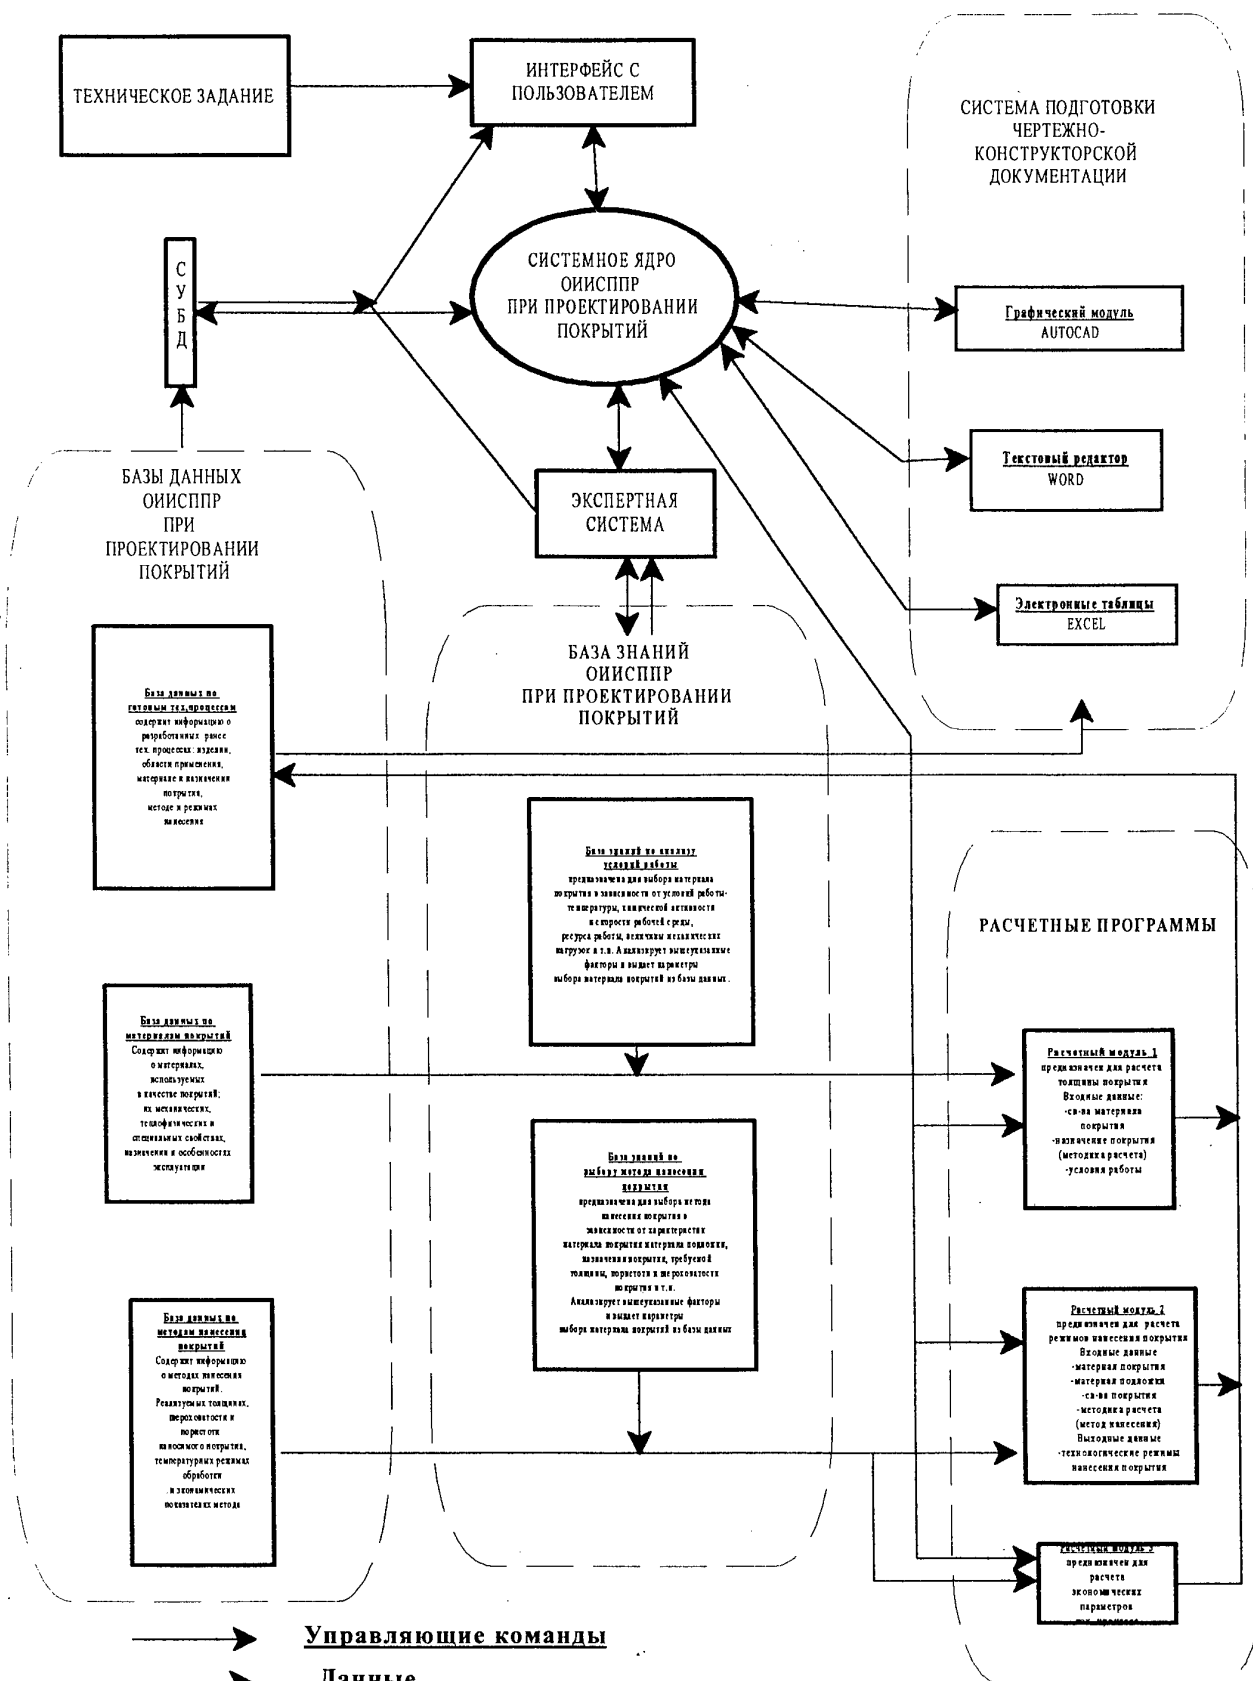 ТЕХНИЧЕСКОЕ ЗАДАНИЕ
ИНТЕРФЕЙС С
ПОЛЬЗОВАТЕЛЕМ
СИСТЕМА ПОДГОТОВКИ
ЧЕРТЕЖНО-
КОНСТРУКТОРСКОЙ
ДОКУМЕНТАЦИИ
С
У
Б
Д
СИСТЕМНОЕ ЯДРО
ОИИСППР
ПРИ ПРОЕКТИРОВАНИИ
ПОКРЫТИЙ
Графический модуль
AUTOCAD
Текстовый редактор
WORD
Электронные таблицы
EXCEL
ЭКСПЕРТНАЯ
СИСТЕМА
БАЗЫ ДАННЫХ
ОИИСППР
ПРИ
ПРОЕКТИРОВАНИИ
ПОКРЫТИЙ
База данных по
готовым тех.процессам
содержит информацию о
разработанных ранее
тех. процессах: изделии,
области применения,
материале и назначении
покрытия,
методе и режимах
нанесения
База данных по
материалам покрытий
Содержит информацию
о материалах,
используемых
в качестве покрытий;
их механических,
теплофизических и
специальных свойствах,
назначении и особенностях
эксплуатации
База данных по
методам нанесения
покрытий
Содержит информацию
о методах нанесения
покрытий.
Реализуемых толщинах,
шероховатости и
пористоти
наносимого потрытия,
температурных режимах
обработки
и экономических
показателях метода
БАЗА ЗНАНИЙ
ОИИСППР
ПРИ ПРОЕКТИРОВАНИИ
ПОКРЫТИЙ
База знаний по анализу
условий работы
предназначена для выбора материала
покрытия в зависимости от условий работы-
температуры, химической активности
и скорости рабочей среды,
ресурса работы, величины механических
нагрузок и т.п. Анализирует вышеуказанные
факторы и выдает параметры
выбора материала покрытий из базы данных.
База знаний по
выбору метода нанесения
покрытия
предназначена для выбора метода
нанесения покрытия в
зависимости от характеристик
материала покрытия материала подложки,
назначения покрытия, требуемой
толщины, пористоти и шероховатости
покрытия и т.п.
Анализирует вышеуказанные факторы
и выдает параметры
выбора материала покрытий из базы данных
РАСЧЕТНЫЕ ПРОГРАММЫ
Расчетный модуль 1
предназначен для расчета
толщины покрытия
Входные данные:
-св-ва материала
покрытия
-назначение покрытия
(методика расчета)
-условия работы
Расчетный модуль 2
предназначен для расчета
режимов нанесения покрытия
Входные данные
-материал покрытия
-материал подложки
-св-ва покрытия
-методика расчета
(метод нанесения)
Выходные данные
-технологические режимы
нанесения покрытия
Расчетный модуль 3
предназначен для
расчета
экономических
параметров
Управляющие команды
Данные